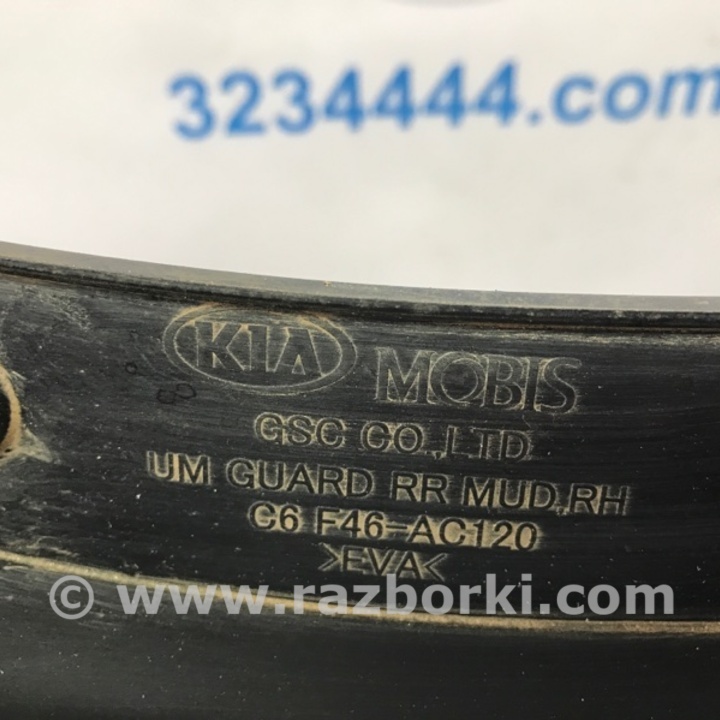 3234444.com
KIA MOBIS
GSC CO.,LTD
UM GUARD RR MUD,RH
C6 F46-AC120
>EVA<
© www.razborki.com